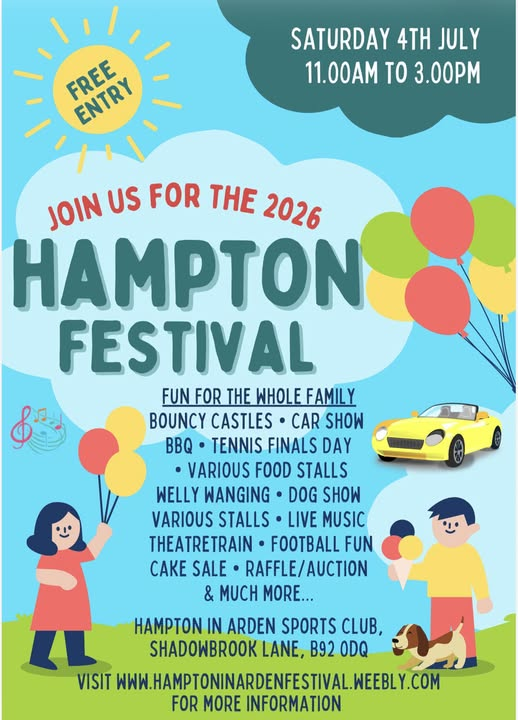 SATURDAY 4TH JULY
11.00AM TO 3.00PM
FREE
ENTRY
JOIN US FOR THE 2026
HAMPTON
FESTIVAL
FUN FOR THE WHOLE FAMILY
BOUNCY CASTLES • CAR SHOW
BBQ • TENNIS FINALS DAY
• VARIOUS FOOD STALLS
WELLY WANGING • DOG SHOW
VARIOUS STALLS • LIVE MUSIC
THEATRETRAIN • FOOTBALL FUN
CAKE SALE • RAFFLE/AUCTION
& MUCH MORE...
HAMPTON IN ARDEN SPORTS CLUB,
SHADOWBROOK LANE, B92 0DQ
VISIT WWW.HAMPTONINARDENFESTIVAL.WEEBLY.COM
FOR MORE INFORMATION